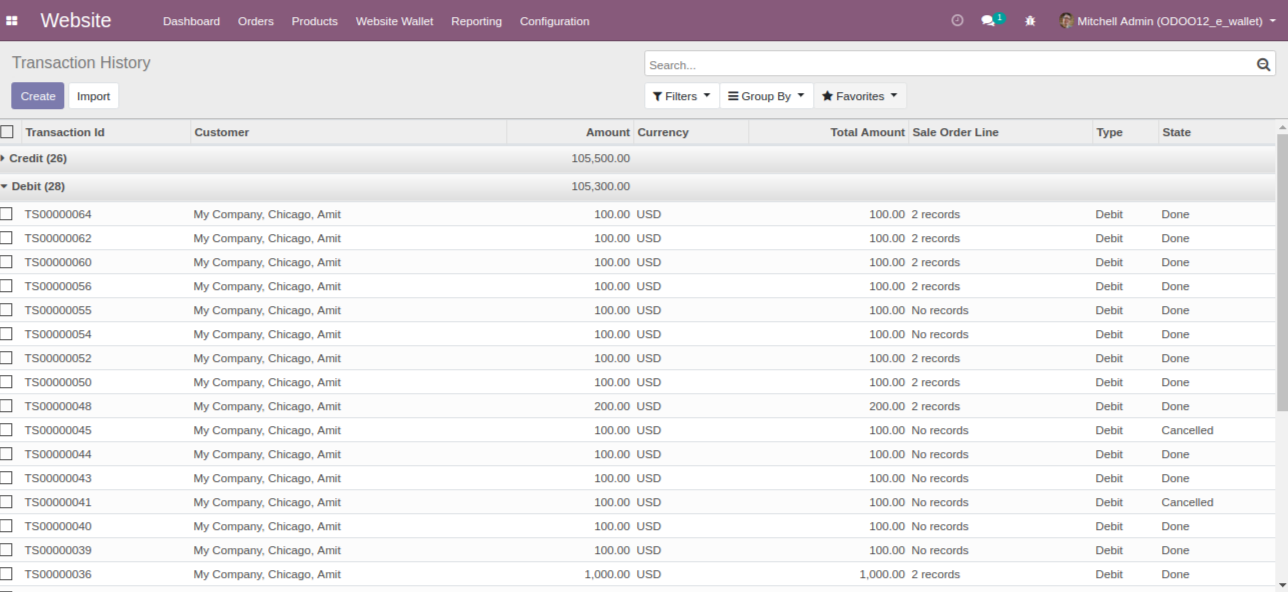 Website Dashboard Orders Products Website Wallet Reporting Configuration 1 Mitchell Admin (ODOO12_e_wallet)
Transaction History
Search...
Create Import Filters Group By Favorites
Transaction Id Customer Amount Currency Total Amount Sale Order Line Type State
Credit (26) 105,500.00
Debit (28) 105,300.00
TS00000064 My Company, Chicago, Amit 100.00 USD 100.00 2 records Debit Done
TS00000062 My Company, Chicago, Amit 100.00 USD 100.00 2 records Debit Done
TS00000060 My Company, Chicago, Amit 100.00 USD 100.00 2 records Debit Done
TS00000056 My Company, Chicago, Amit 100.00 USD 100.00 2 records Debit Done
TS00000055 My Company, Chicago, Amit 100.00 USD 100.00 No records Debit Done
TS00000054 My Company, Chicago, Amit 100.00 USD 100.00 No records Debit Done
TS00000052 My Company, Chicago, Amit 100.00 USD 100.00 2 records Debit Done
TS00000050 My Company, Chicago, Amit 100.00 USD 100.00 2 records Debit Done
TS00000048 My Company, Chicago, Amit 200.00 USD 200.00 2 records Debit Done
TS00000045 My Company, Chicago, Amit 100.00 USD 100.00 No records Debit Cancelled
TS00000044 My Company, Chicago, Amit 100.00 USD 100.00 No records Debit Done
TS00000043 My Company, Chicago, Amit 100.00 USD 100.00 No records Debit Done
TS00000041 My Company, Chicago, Amit 100.00 USD 100.00 No records Debit Cancelled
TS00000040 My Company, Chicago, Amit 100.00 USD 100.00 No records Debit Done
TS00000039 My Company, Chicago, Amit 100.00 USD 100.00 No records Debit Done
TS00000036 My Company, Chicago, Amit 1,000.00 USD 1,000.00 2 records Debit Done